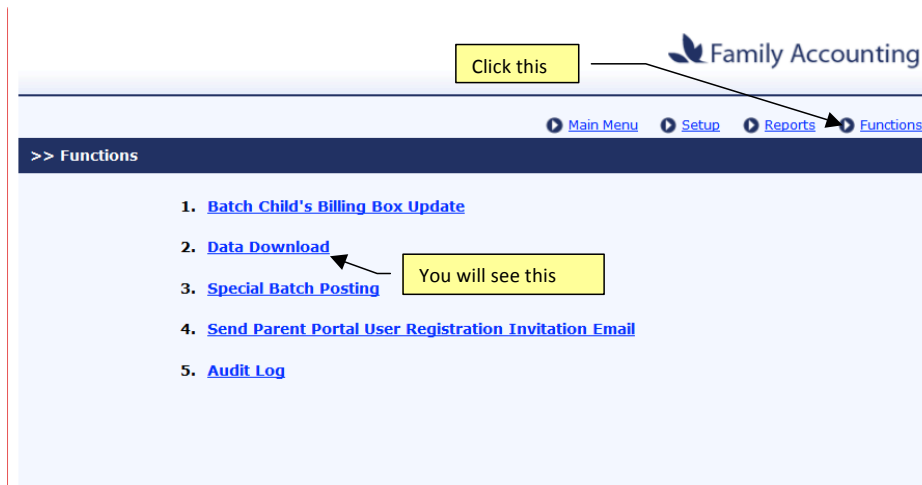 Family Accounting
Click this
Main Menu Setup Reports Functions
>> Functions
1. Batch Child's Billing Box Update
2. Data Download
You will see this
3. Special Batch Posting
4. Send Parent Portal User Registration Invitation Email
5. Audit Log